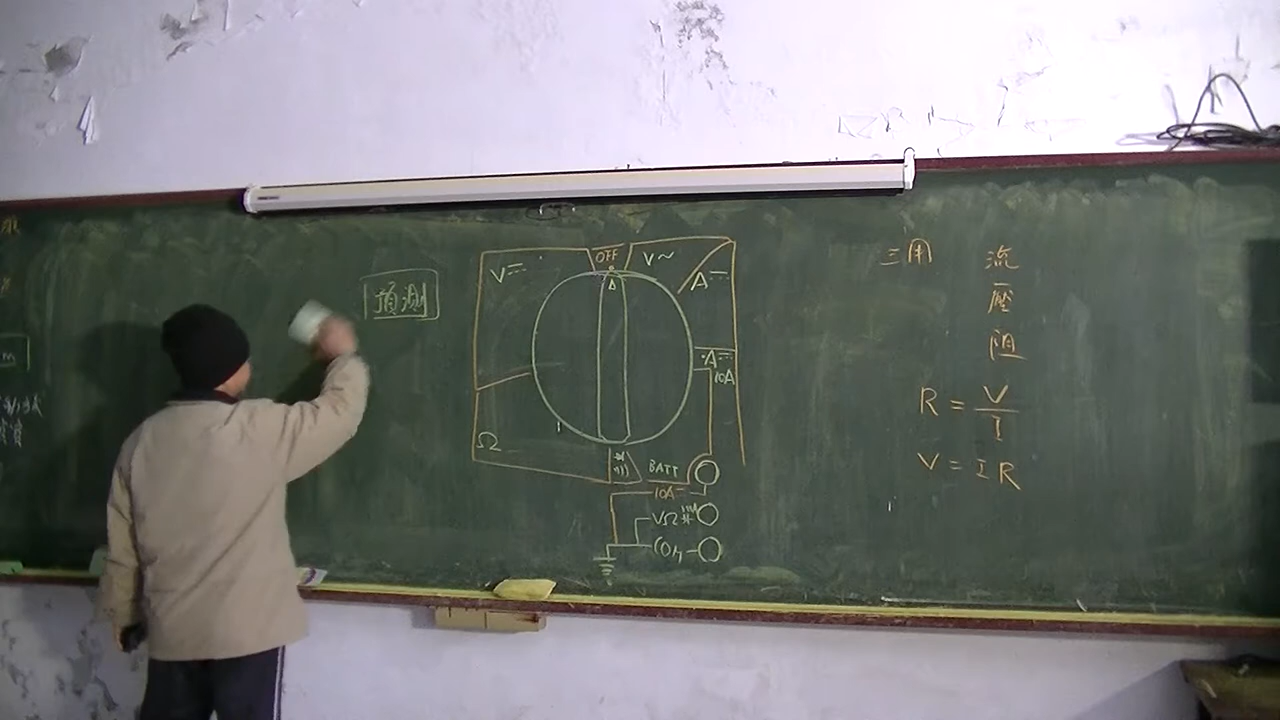 m
預測
V⎓
OFF
V~
A⎓
A⎓
10A
Ω
BATT
10A
VΩ
COM
三用
流
壓
阻
R = V/I
V = IR